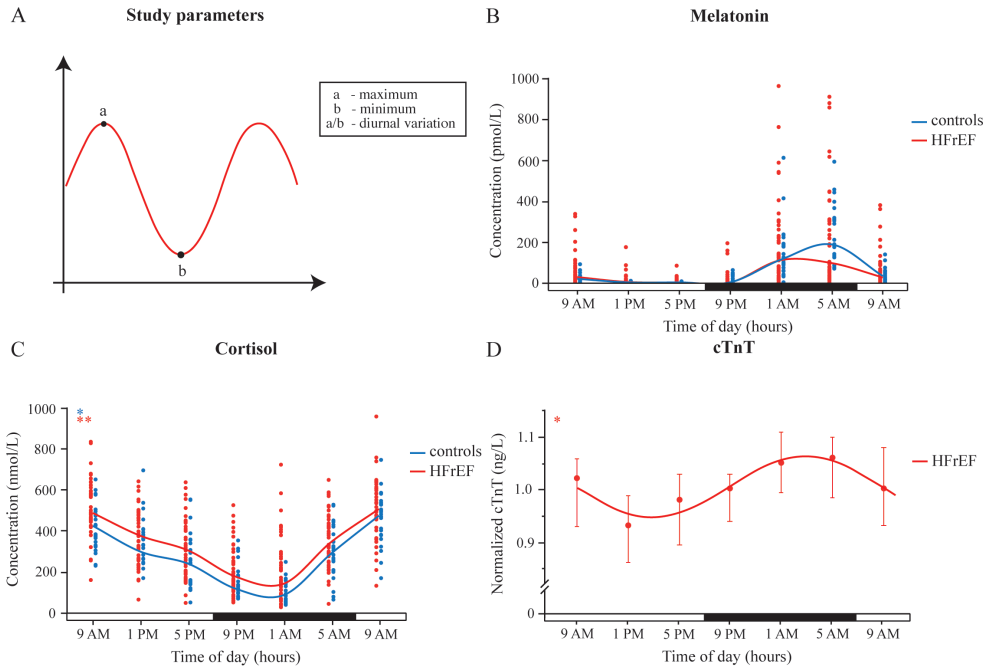 A
Study parameters
a
b
a - maximum
b - minimum
a/b - diurnal variation
B
Melatonin
Concentration (pmol/L)
1000
800
600
400
200
0
9 AM 1 PM 5 PM 9 PM 1 AM 5 AM 9 AM
Time of day (hours)
controls
HFrEF
C
Cortisol
Concentration (nmol/L)
1000
800
600
400
200
0
*
**
9 AM 1 PM 5 PM 9 PM 1 AM 5 AM 9 AM
Time of day (hours)
controls
HFrEF
D
cTnT
Normalized cTnT (ng/L)
1.1
1.0
0.9
0
*
9 AM 1 PM 5 PM 9 PM 1 AM 5 AM 9 AM
Time of day (hours)
HFrEF